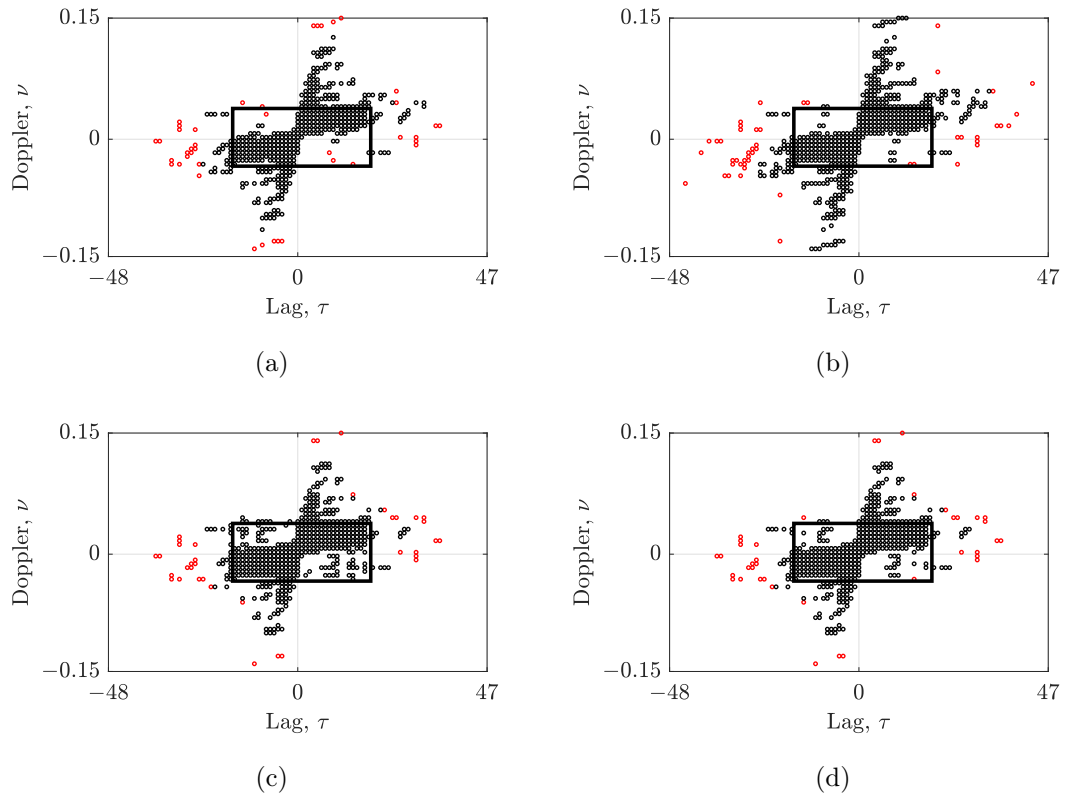 0.15
0
−0.15
−48
0
47
Doppler, ν
Lag, τ
(a)
0.15
0
−0.15
−48
0
47
Doppler, ν
Lag, τ
(b)
0.15
0
−0.15
−48
0
47
Doppler, ν
Lag, τ
(c)
0.15
0
−0.15
−48
0
47
Doppler, ν
Lag, τ
(d)